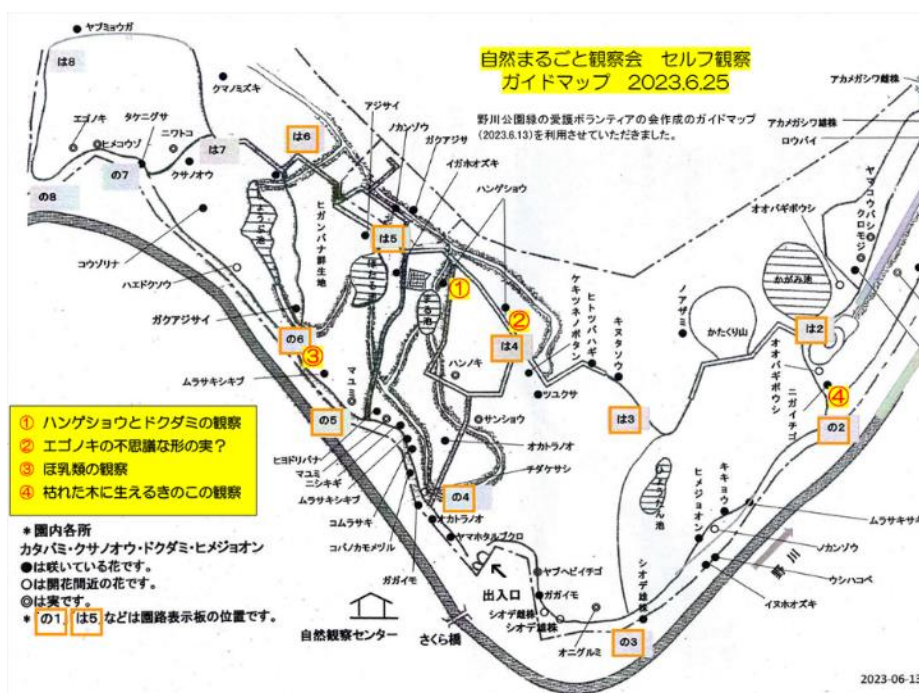 自然まるごと観察会 セルフ観察
ガイドマップ 2023.6.25
野川公園緑の愛護ボランティアの会作成のガイドマップ
(2023.6.13)を利用させていただきました。
ヤブミョウガ
は8
クマノミズキ
エゴノキ
ヒメコウゾ
タケニグサ
ニワトコ
クサノオウ
は7
は6
の8
の7
アジサイ
ノカンゾウ
ガクアジサ
イガホオズキ
ハンゲショウ
は5
ヒガンバナ群生地
コウゾリナ
ハエドクソウ
ガクアジサイ
の6
③
ムラサキシキブ
①
②
は4
ハンノキ
サンショウ
オカトラノオ
チダケサシ
ツユクサ
ケキツネノボタン
ヒトツバハギ
キヌタソウ
は3
ノアザミ
かたくり山
かがみ池
は2
アカメガシワ雌株
アカメガシワ雄株
ロウバイ
オオバギボウシ
ヤマコウバシ
クロモジ
オオバギボウシ
ニガイチゴ
④
の2
ひょうたん池
ヒメジョオン
キキョウ
ムラサキサギ
ノカンゾウ
ウシハコベ
イヌホオズキ
野川
シオデ雄株
の3
オニグルミ
シオデ雌株
シオデ雄株
ガガイモ
ヤブヘビイチゴ
出入口
ヤマホタルブクロ
オカトラノオ
の4
マユミ
の5
ヒヨドリバナ
マユミ
ニシキギ
ムラサキシキブ
コムラサキ
コバノカモメヅル
ガガイモ
自然観察センター
さくら橋
① ハンゲショウとドクダミの観察
② エゴノキの不思議な形の実?
③ ほ乳類の観察
④ 枯れた木に生えるきのこの観察
*園内各所
カタバミ・クサノオウ・ドクダミ・ヒメジョオン
●は咲いている花です。
○は開花間近の花です。
◎は実です。
* の1、は5 などは園路表示板の位置です。
2023-06-13